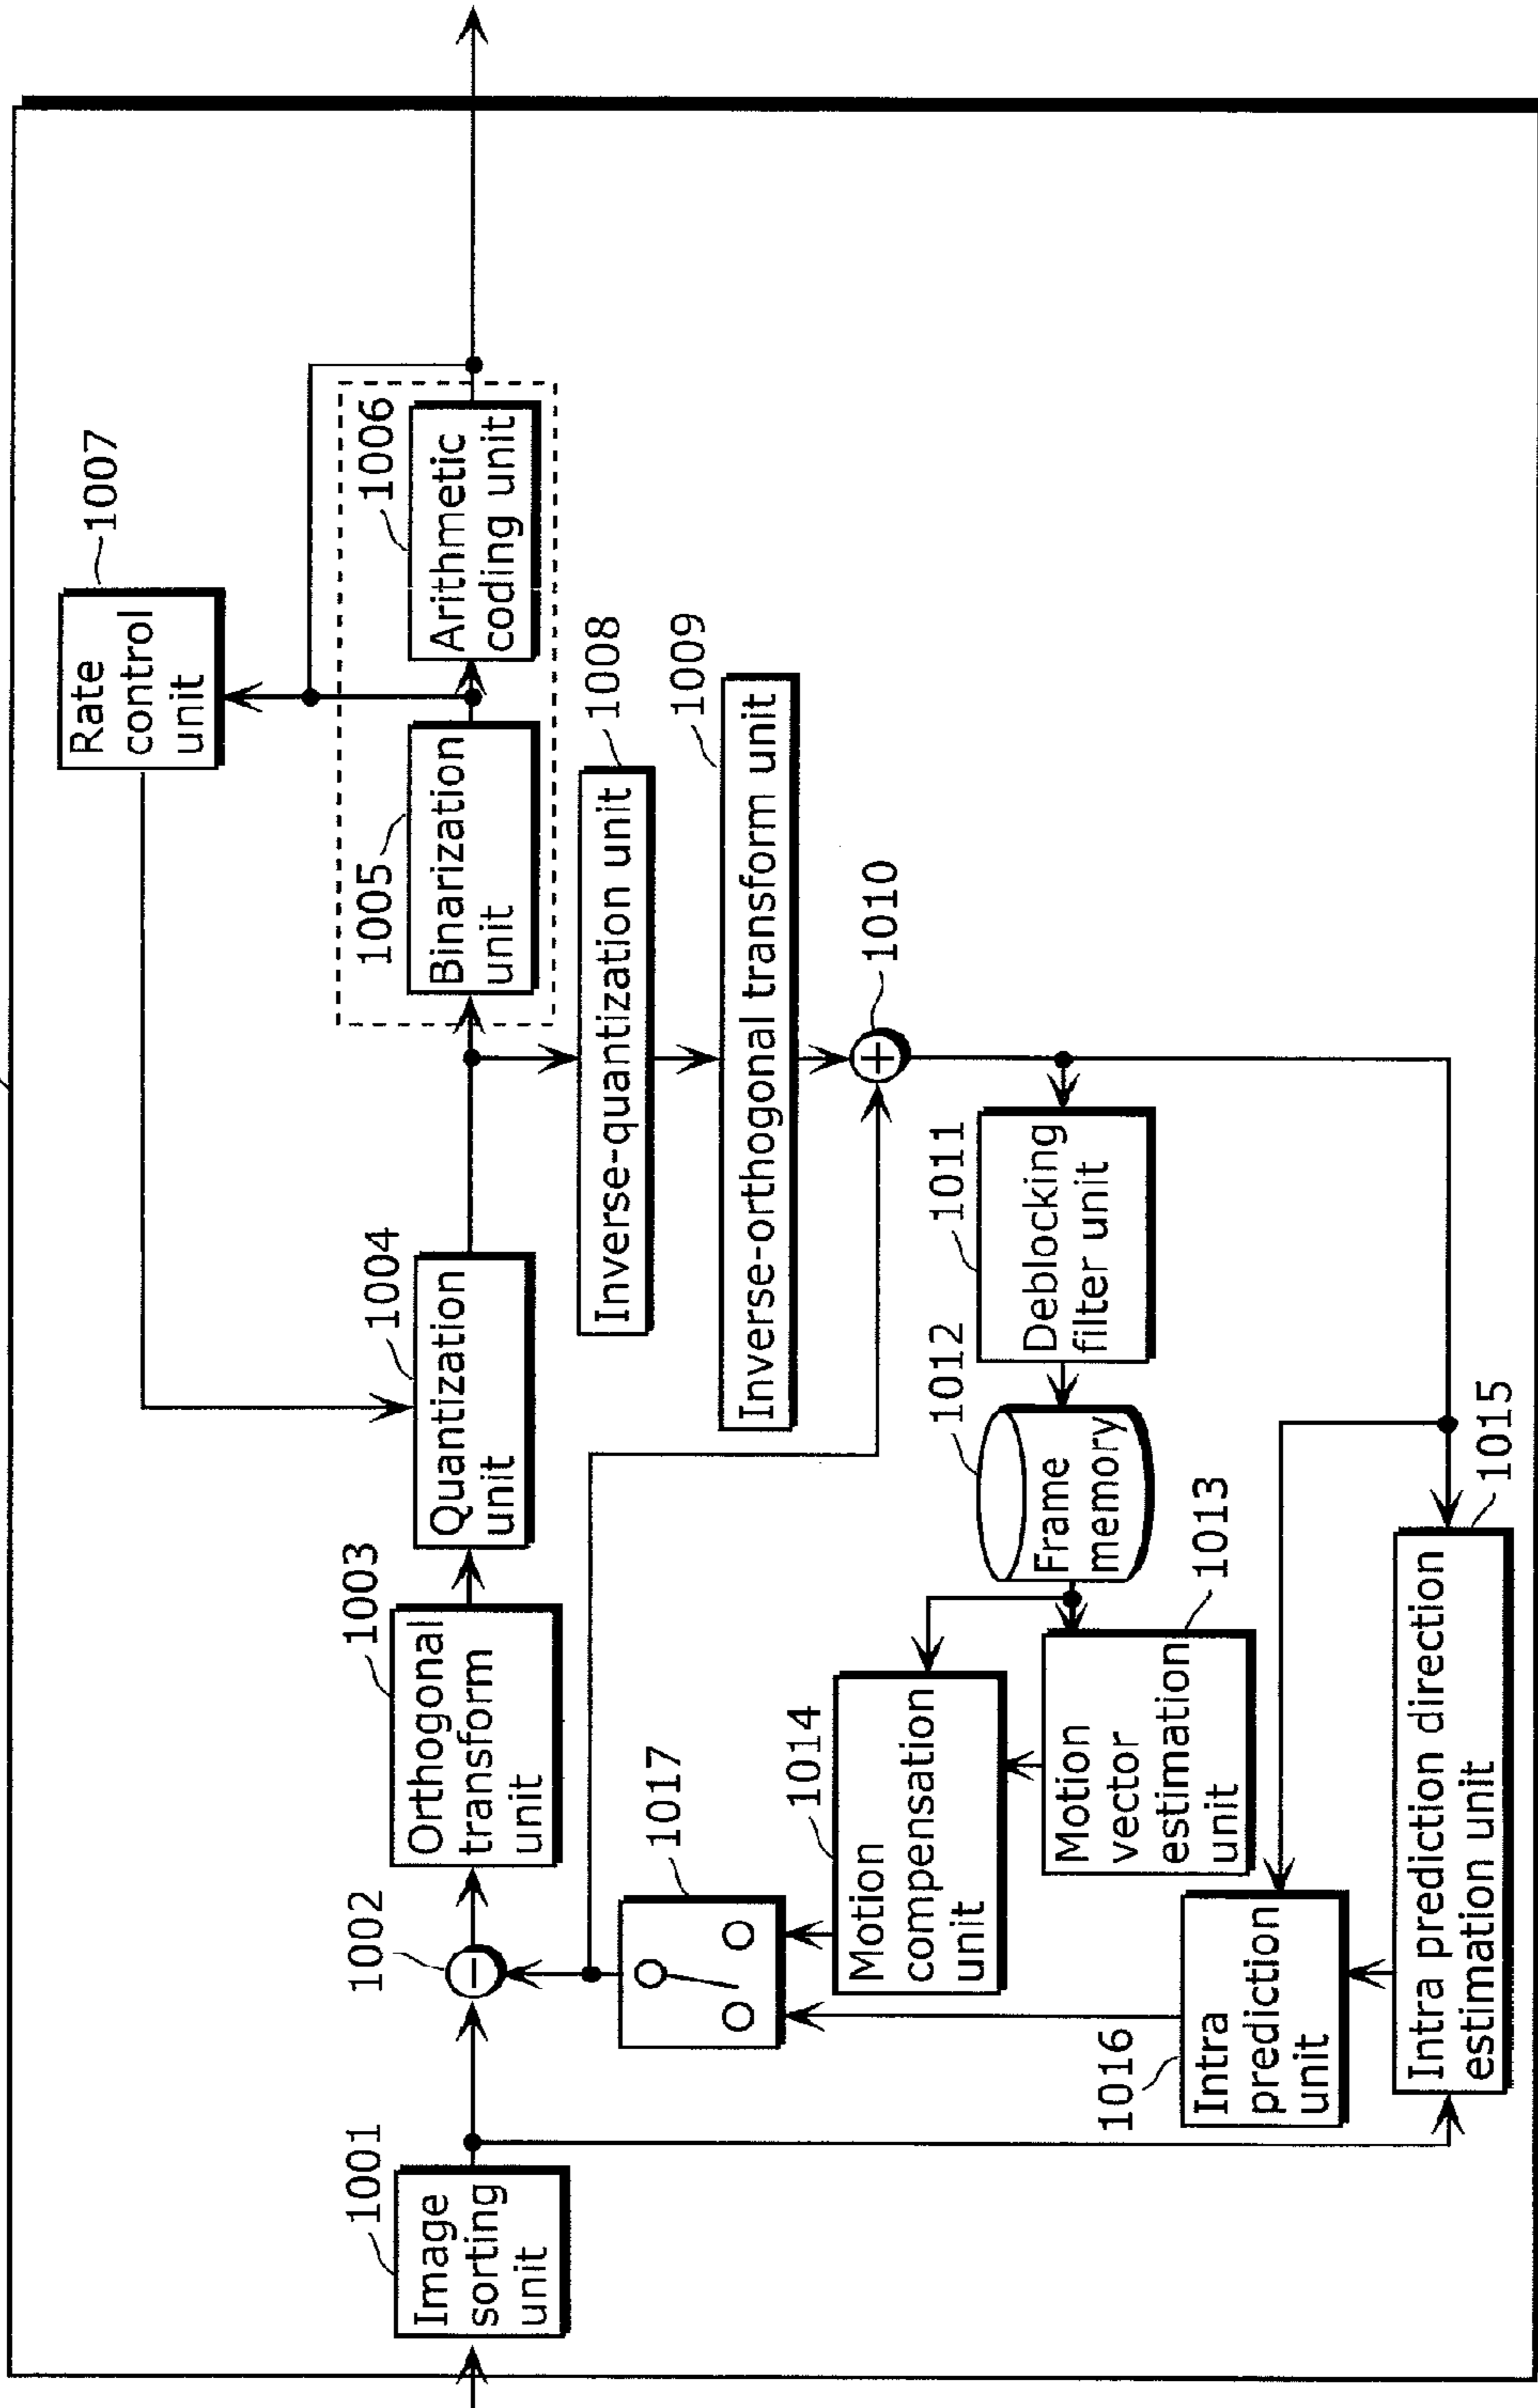 1007
Rate
control
unit
1001
Image
sorting
unit
1002
−
1003
Orthogonal
transform
unit
1004
Quantization
unit
1005
Binarization
unit
1006
Arithmetic
coding unit
1008
Inverse-quantization unit
1009
Inverse-orthogonal transform unit
1010
+
1017
1014
Motion
compensation
unit
1012
Frame
memory
1011
Deblocking
filter unit
1013
Motion
vector
estimation
unit
1016
Intra
prediction
unit
1015
Intra prediction direction
estimation unit